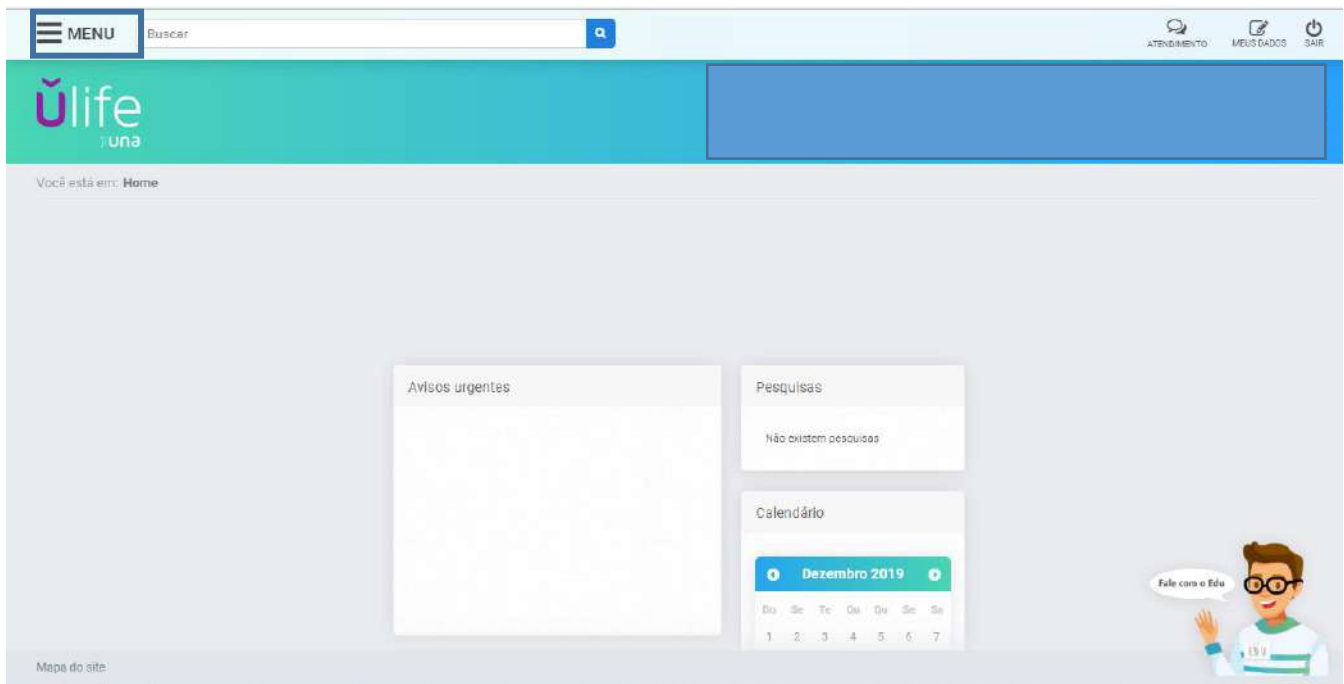 MENU
Buscar
ATENDIMENTO
MEUS DADOS
SAIR
ŭlife
una
Você está em: Home
Avisos urgentes
Pesquisas
Não existem pesquisas
Calendário
Dezembro 2019
Do Se Te Qu Qu Se Sa
1 2 3 4 5 6 7
Fale com o Edu
EDU
Mapa do site